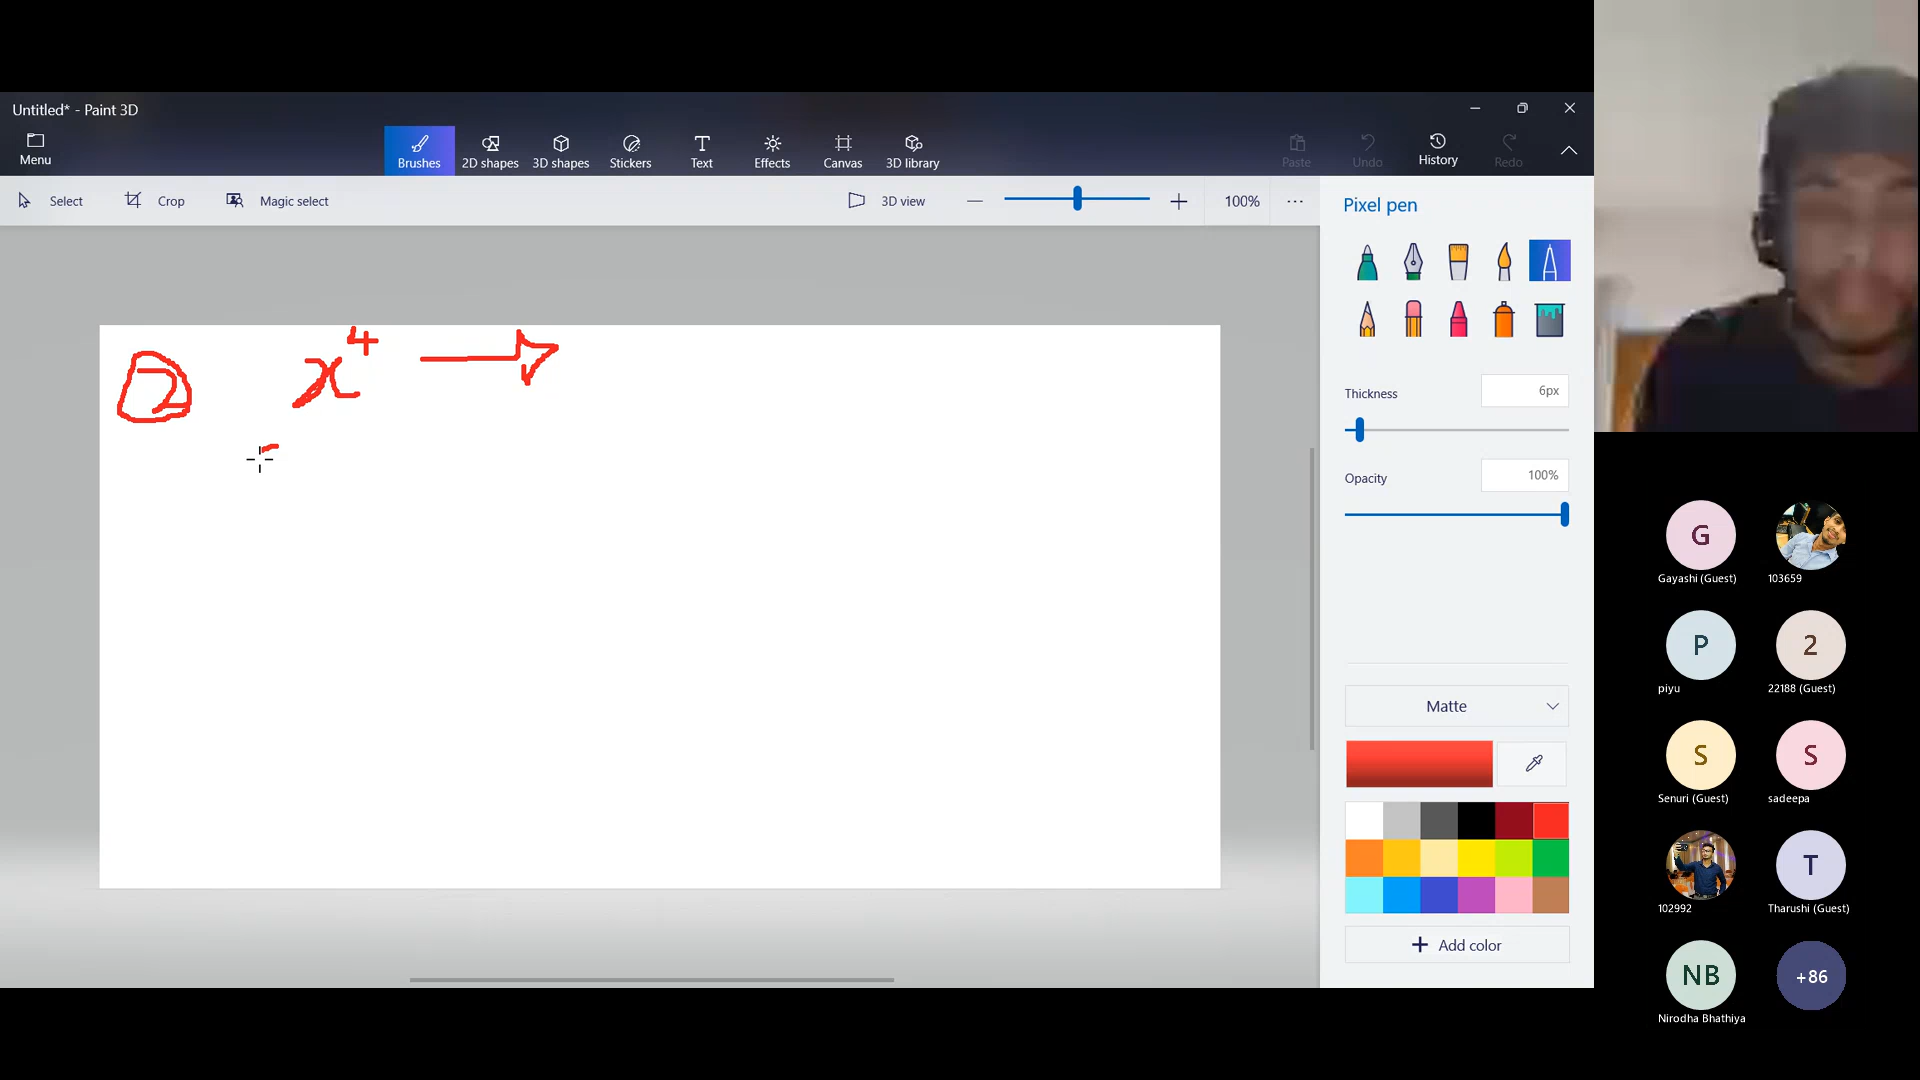 Untitled* - Paint 3D
Menu
Brushes 2D shapes 3D shapes Stickers Text Effects Canvas 3D library Paste Undo History Redo
Select Crop Magic select 3D view 100% ...
Pixel pen
Thickness 6px
Opacity 100%
Matte
+ Add color
2 x⁴ →
G
Gayashi (Guest) 103659
P 2
piyu 22188 (Guest)
S S
Senuri (Guest) sadeepa
T
102992 Tharushi (Guest)
NB +86
Nirodha Bhathiya